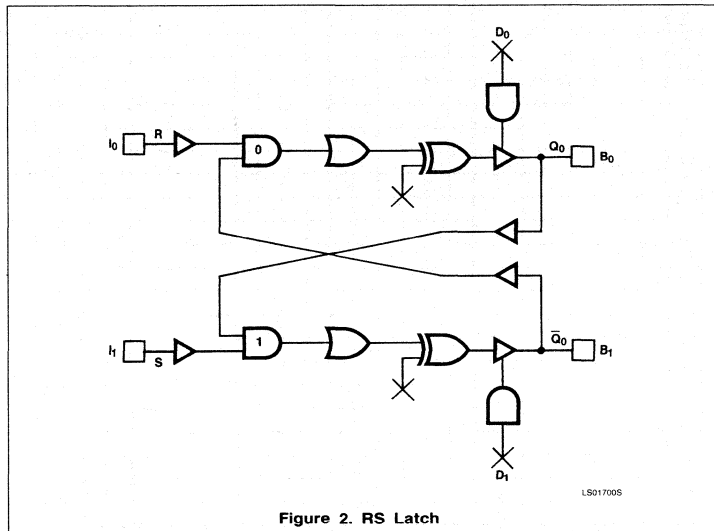 D0
I0 R 0 Q0 B0
I1 S 1 Q̅0 B1
D1
LS01700S
Figure 2. RS Latch